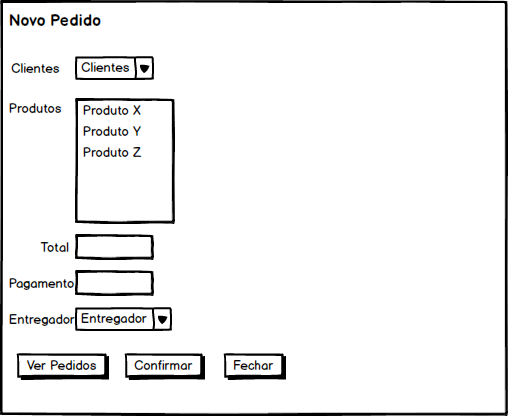 Novo Pedido
Clientes Clientes
Produtos Produto X
Produto Y
Produto Z
Total
Pagamento
Entregador Entregador
Ver Pedidos Confirmar Fechar